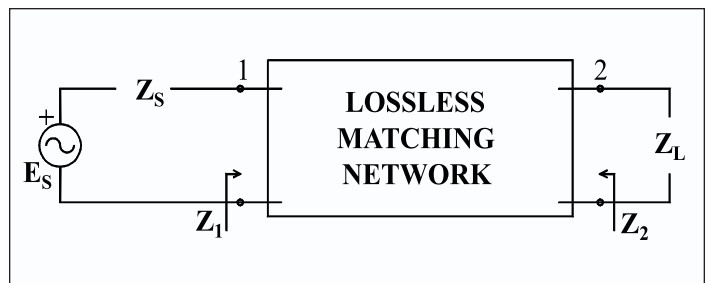 1
2
Z_S
LOSSLESS
MATCHING
NETWORK
+
E_S
Z_L
Z_1
Z_2